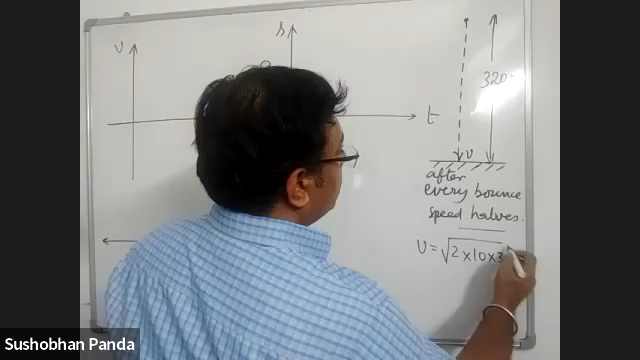 v
s
t
320
v
after
every bounce
speed halves.
v = √2×10×3
Sushobhan Panda